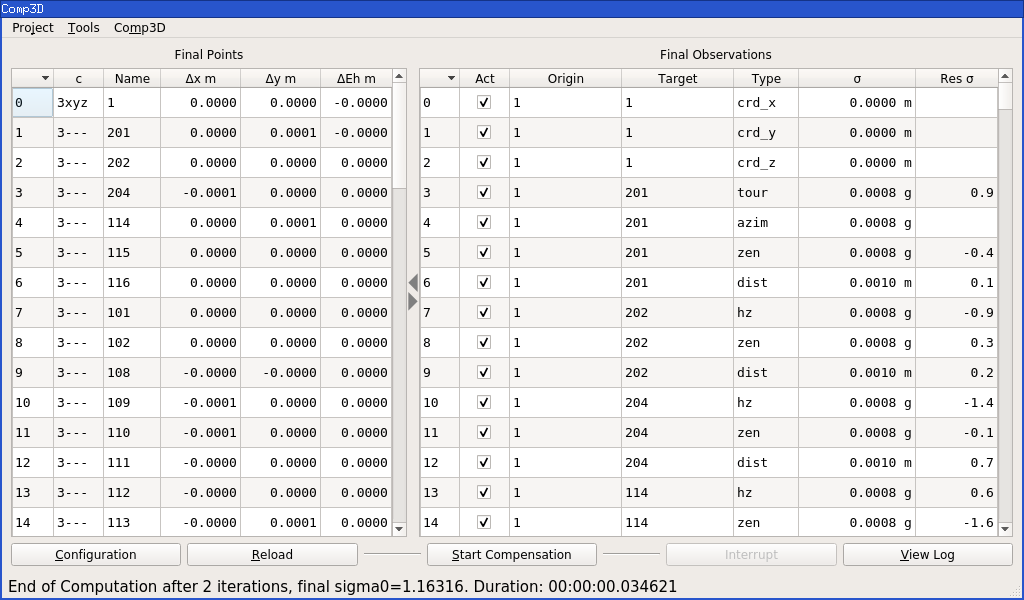 Comp3D
Project Tools Comp3D
Final Points
c Name Δx m Δy m ΔEh m
0 3xyz 1 0.0000 0.0000 -0.0000
1 3--- 201 0.0000 0.0001 -0.0000
2 3--- 202 0.0000 0.0000 0.0000
3 3--- 204 -0.0001 0.0000 0.0000
4 3--- 114 0.0000 0.0001 0.0000
5 3--- 115 0.0000 0.0000 0.0000
6 3--- 116 0.0000 0.0000 0.0000
7 3--- 101 0.0000 0.0000 0.0000
8 3--- 102 0.0000 0.0000 0.0000
9 3--- 108 -0.0000 -0.0000 0.0000
10 3--- 109 -0.0001 0.0000 0.0000
11 3--- 110 -0.0001 0.0000 0.0000
12 3--- 111 -0.0000 0.0000 0.0000
13 3--- 112 -0.0000 0.0000 0.0000
14 3--- 113 -0.0000 0.0001 0.0000
Final Observations
Act Origin Target Type σ Res σ
0 1 1 crd_x 0.0000 m
1 1 1 crd_y 0.0000 m
2 1 1 crd_z 0.0000 m
3 1 201 tour 0.0008 g 0.9
4 1 201 azim 0.0008 g
5 1 201 zen 0.0008 g -0.4
6 1 201 dist 0.0010 m 0.1
7 1 202 hz 0.0008 g -0.9
8 1 202 zen 0.0008 g 0.3
9 1 202 dist 0.0010 m 0.2
10 1 204 hz 0.0008 g -1.4
11 1 204 zen 0.0008 g -0.1
12 1 204 dist 0.0010 m 0.7
13 1 114 hz 0.0008 g 0.6
14 1 114 zen 0.0008 g -1.6
Configuration Reload Start Compensation Interrupt View Log
End of Computation after 2 iterations, final sigma0=1.16316. Duration: 00:00:00.034621